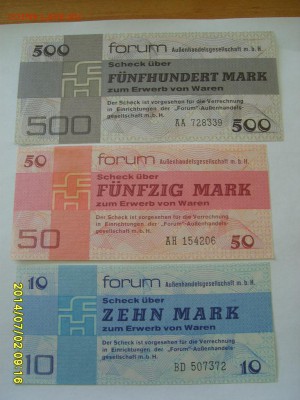 500 forum Außenhandelsgesellschaft m. b. H.
Scheck über
FÜNFHUNDERT MARK
zum Erwerb von Waren
Der Scheck ist vorgesehen für die Verrechnung
in Einrichtungen der "Forum"-Außenhandels-
gesellschaft m. b. H.
500 AA 728339 500
50 forum Außenhandelsgesellschaft m. b. H.
Scheck über
FÜNFZIG MARK
zum Erwerb von Waren
Der Scheck ist vorgesehen für die Verrechnung
in Einrichtungen der "Forum"-Außenhandels-
gesellschaft m. b. H.
50 AH 154206 50
10 forum Außenhandelsgesellschaft m. b. H.
Scheck über
ZEHN MARK
zum Erwerb von Waren
Der Scheck ist vorgesehen für die Verrechnung
in Einrichtungen der "Forum"-Außenhandels-
gesellschaft m. b. H.
10 BD 507372 10
2014/07/02 09:16